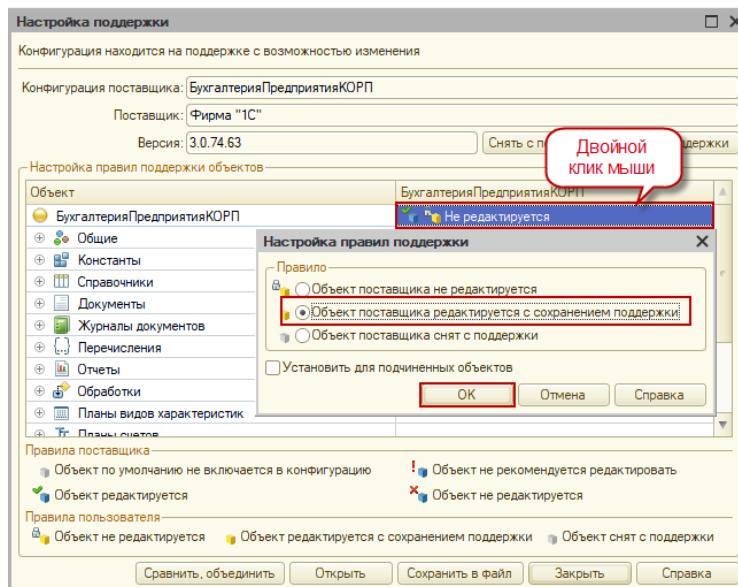 Настройка поддержки
Конфигурация находится на поддержке с возможностью изменения
Конфигурация поставщика: БухгалтерияПредприятияКОРП
Поставщик: Фирма "1С"
Версия: 3.0.74.63
Снять с п
ддержки
Двойной
клик мыши
Настройка правил поддержки объектов
Объект
БухгалтерияПредприятияКОРП
БухгалтерияПредприятияКОРП
Не редактируется
Общие
Константы
Справочники
Документы
Журналы документов
Перечисления
Отчеты
Обработки
Планы видов характеристик
Планы счетов
Настройка правил поддержки
Правило
Объект поставщика не редактируется
Объект поставщика редактируется с сохранением поддержки
Объект поставщика снят с поддержки
Установить для подчиненных объектов
ОК Отмена Справка
Правила поставщика
Объект по умолчанию не включается в конфигурацию
Объект не рекомендуется редактировать
Объект редактируется
Объект не редактируется
Правила пользователя
Объект не редактируется Объект редактируется с сохранением поддержки Объект снят с поддержки
Сравнить, объединить Открыть Сохранить в файл Закрыть Справка